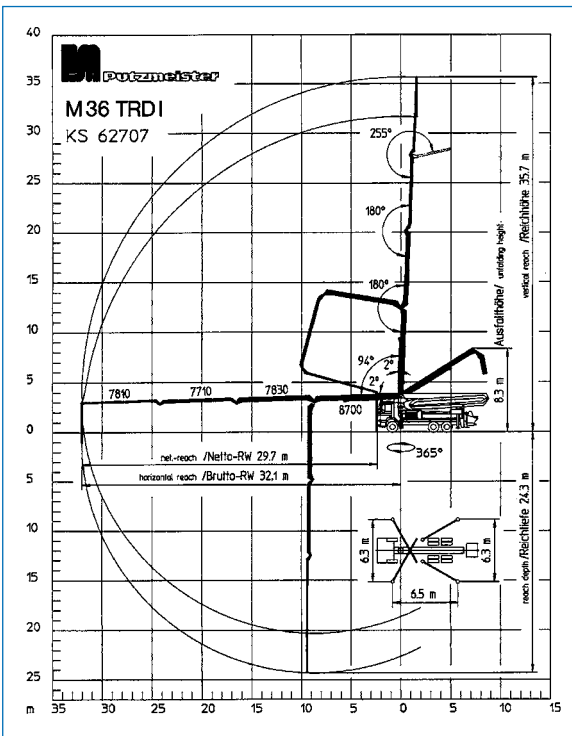 40
Putzmeister
M36 TRDI
KS 62707
35
30
25
20
15
10
5
0
5
10
15
20
25
m
35
30
25
20
15
10
5
0
5
10
15
255°
180°
180°
94°
2°
2°
7810
7710
7830
8700
net.-reach /Netto-RW 29.7 m
horizontal reach /Brutto-RW 32,1 m
365°
Ausfalthöhe/ unfolding height
8.3 m
vertical reach /Reichhöhe 35.7 m
reach depth/Reichtiefe 24.3 m
6.3 m
6.3 m
6.5 m